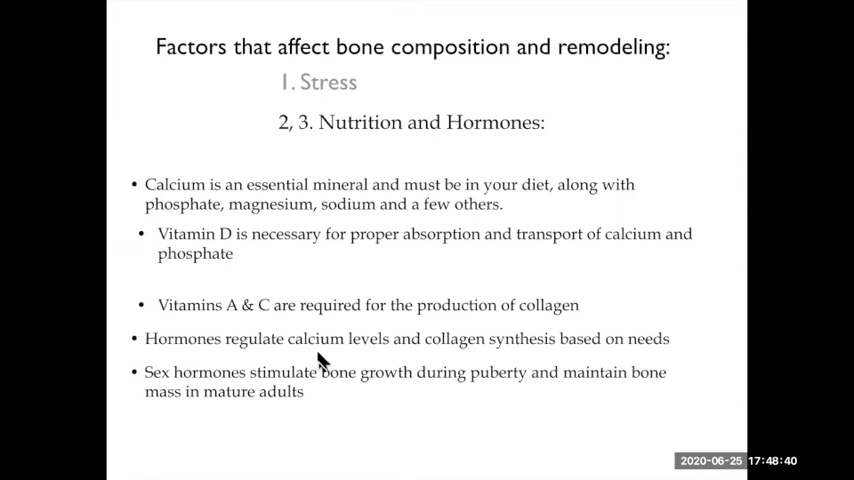 Factors that affect bone composition and remodeling:
1. Stress
2, 3. Nutrition and Hormones:
• Calcium is an essential mineral and must be in your diet, along with
phosphate, magnesium, sodium and a few others.
• Vitamin D is necessary for proper absorption and transport of calcium and
phosphate
• Vitamins A & C are required for the production of collagen
• Hormones regulate calcium levels and collagen synthesis based on needs
• Sex hormones stimulate bone growth during puberty and maintain bone
mass in mature adults
2020-06-25 17:48:40